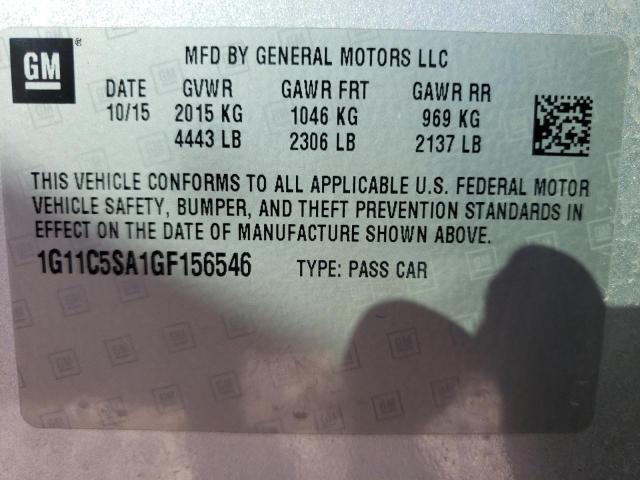 GM ®
MFD BY GENERAL MOTORS LLC
DATE GVWR GAWR FRT GAWR RR
10/15 2015 KG 1046 KG 969 KG
4443 LB 2306 LB 2137 LB
THIS VEHICLE CONFORMS TO ALL APPLICABLE U.S. FEDERAL MOTOR
VEHICLE SAFETY, BUMPER, AND THEFT PREVENTION STANDARDS IN
EFFECT ON THE DATE OF MANUFACTURE SHOWN ABOVE.
1G11C5SA1GF156546 TYPE: PASS CAR